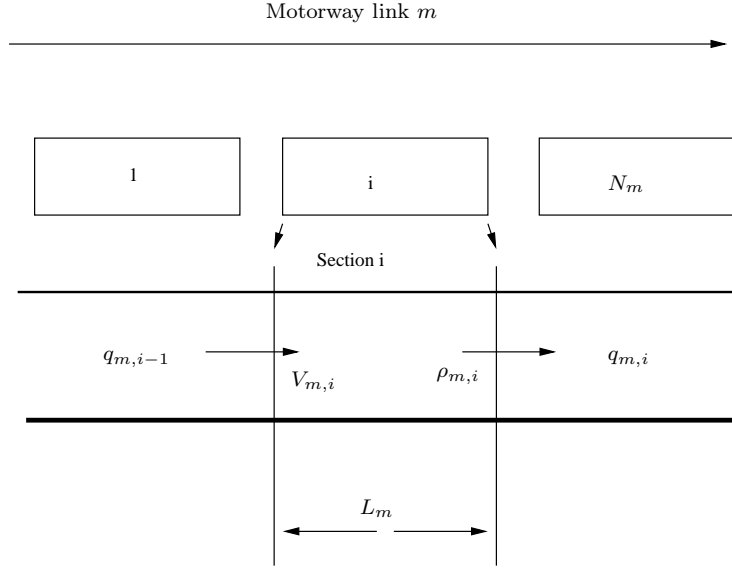 Motorway link m
1
i
N_m
Section i
q_{m,i−1}
V_{m,i}
ρ_{m,i}
q_{m,i}
L_m